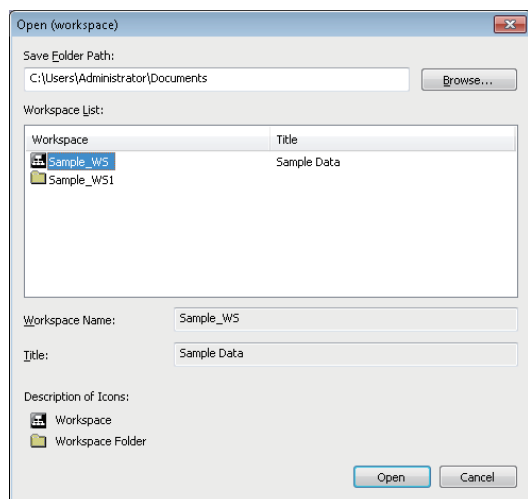 Open (workspace)
Save Folder Path:
C:\Users\Administrator\Documents
Browse...
Workspace List:
Workspace Title
Sample_WS Sample Data
Sample_WS1
Workspace Name: Sample_WS
Title: Sample Data
Description of Icons:
Workspace
Workspace Folder
Open Cancel